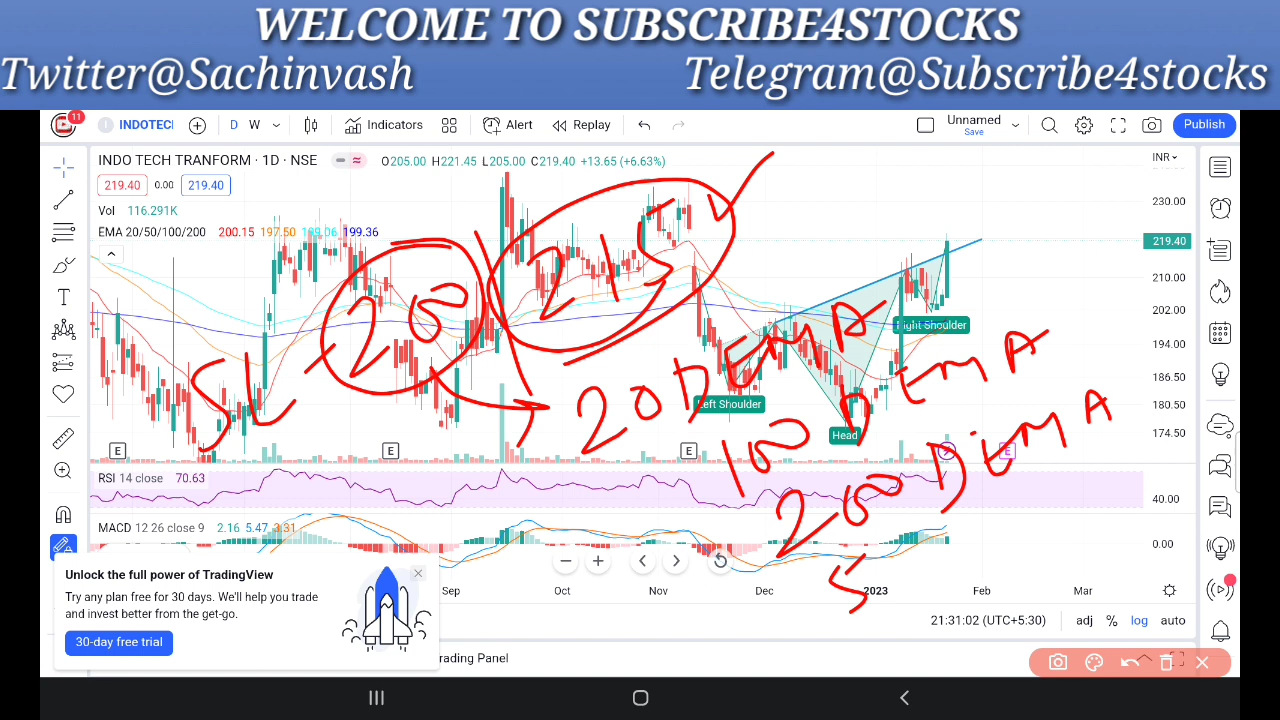 WELCOME TO SUBSCRIBE4STOCKS
Twitter@Sachinvash Telegram@Subscribe4stocks
11 INDOTEC D W Indicators Alert Replay Unnamed Save Publish
INDO TECH TRANFORM · 1D · NSE O205.00 H221.45 L205.00 C219.40 +13.65 (+6.63%) INR
219.40 0.00 219.40
Vol 116.291K
EMA 20/50/100/200 200.15 197.50 199.36
230.00
219.40
210.00
202.00
194.00
186.50
180.50
174.50
215
SL - 200
20 DEMA
100 DEMA
200 DEMA
5
Right Shoulder
Left Shoulder
Head
E E E E
RSI 14 close 70.63
40.00
MACD 12 26 close 9 2.16 5.47 3.31
0.00
Unlock the full power of TradingView
Try any plan free for 30 days. We'll help you trade
and invest better from the get-go.
30-day free trial
Sep Oct Nov Dec 2023 Feb Mar
21:31:02 (UTC+5:30) adj % log auto
rading Panel